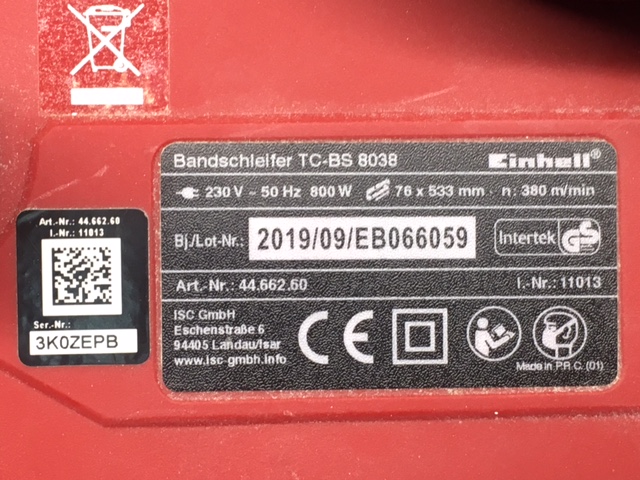 Bandschleifer TC-BS 8038
Einhell®
230 V ~ 50 Hz 800 W 76 x 533 mm · n: 380 m/min
Bj./Lot-Nr.: 2019/09/EB066059
Intertek GS
Art.-Nr.: 44.662.60
I.-Nr.: 11013
ISC GmbH
Eschenstraße 6
94405 Landau/Isar
www.isc-gmbh.info
CE
Made in P.R.C. (01)
Art.-Nr.: 44.662.60
I.-Nr.: 11013
Ser.-Nr.:
3K0ZEPB